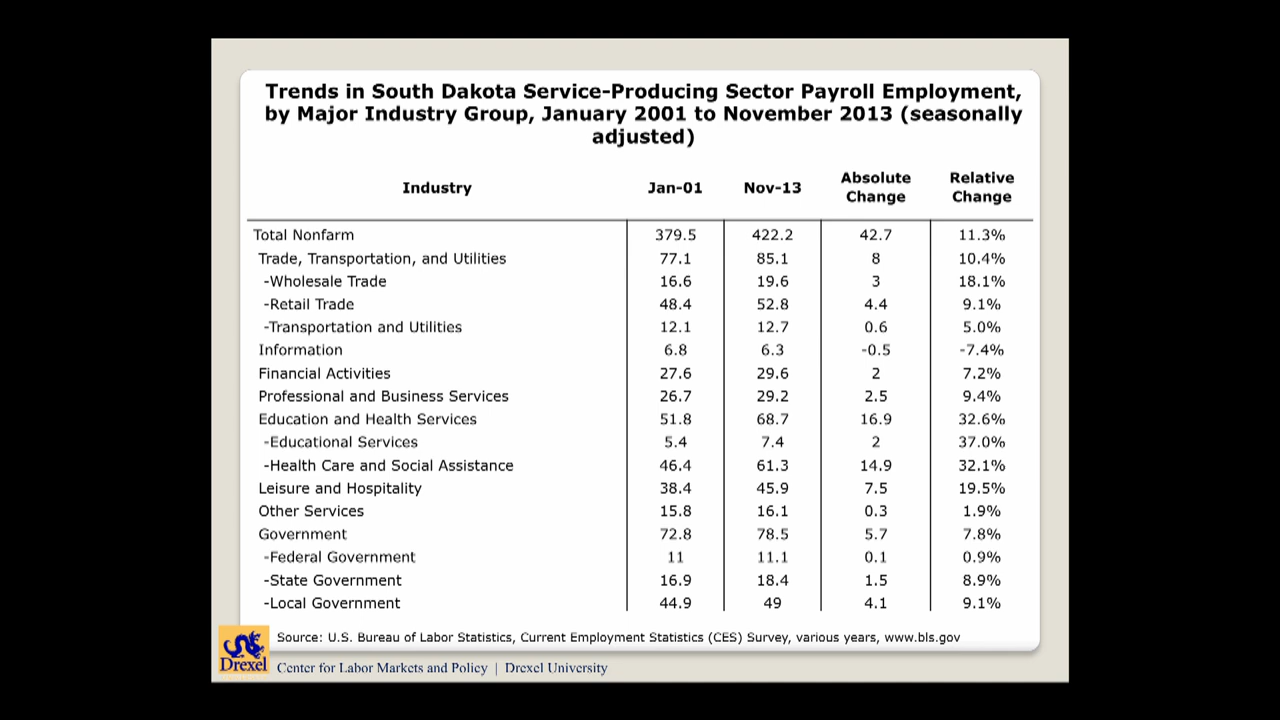 Trends in South Dakota Service-Producing Sector Payroll Employment,
by Major Industry Group, January 2001 to November 2013 (seasonally
adjusted)
Industry Jan-01 Nov-13 Absolute Change Relative Change
Total Nonfarm 379.5 422.2 42.7 11.3%
Trade, Transportation, and Utilities 77.1 85.1 8 10.4%
-Wholesale Trade 16.6 19.6 3 18.1%
-Retail Trade 48.4 52.8 4.4 9.1%
-Transportation and Utilities 12.1 12.7 0.6 5.0%
Information 6.8 6.3 -0.5 -7.4%
Financial Activities 27.6 29.6 2 7.2%
Professional and Business Services 26.7 29.2 2.5 9.4%
Education and Health Services 51.8 68.7 16.9 32.6%
-Educational Services 5.4 7.4 2 37.0%
-Health Care and Social Assistance 46.4 61.3 14.9 32.1%
Leisure and Hospitality 38.4 45.9 7.5 19.5%
Other Services 15.8 16.1 0.3 1.9%
Government 72.8 78.5 5.7 7.8%
-Federal Government 11 11.1 0.1 0.9%
-State Government 16.9 18.4 1.5 8.9%
-Local Government 44.9 49 4.1 9.1%
Source: U.S. Bureau of Labor Statistics, Current Employment Statistics (CES) Survey, various years, www.bls.gov
Drexel
Center for Labor Markets and Policy | Drexel University